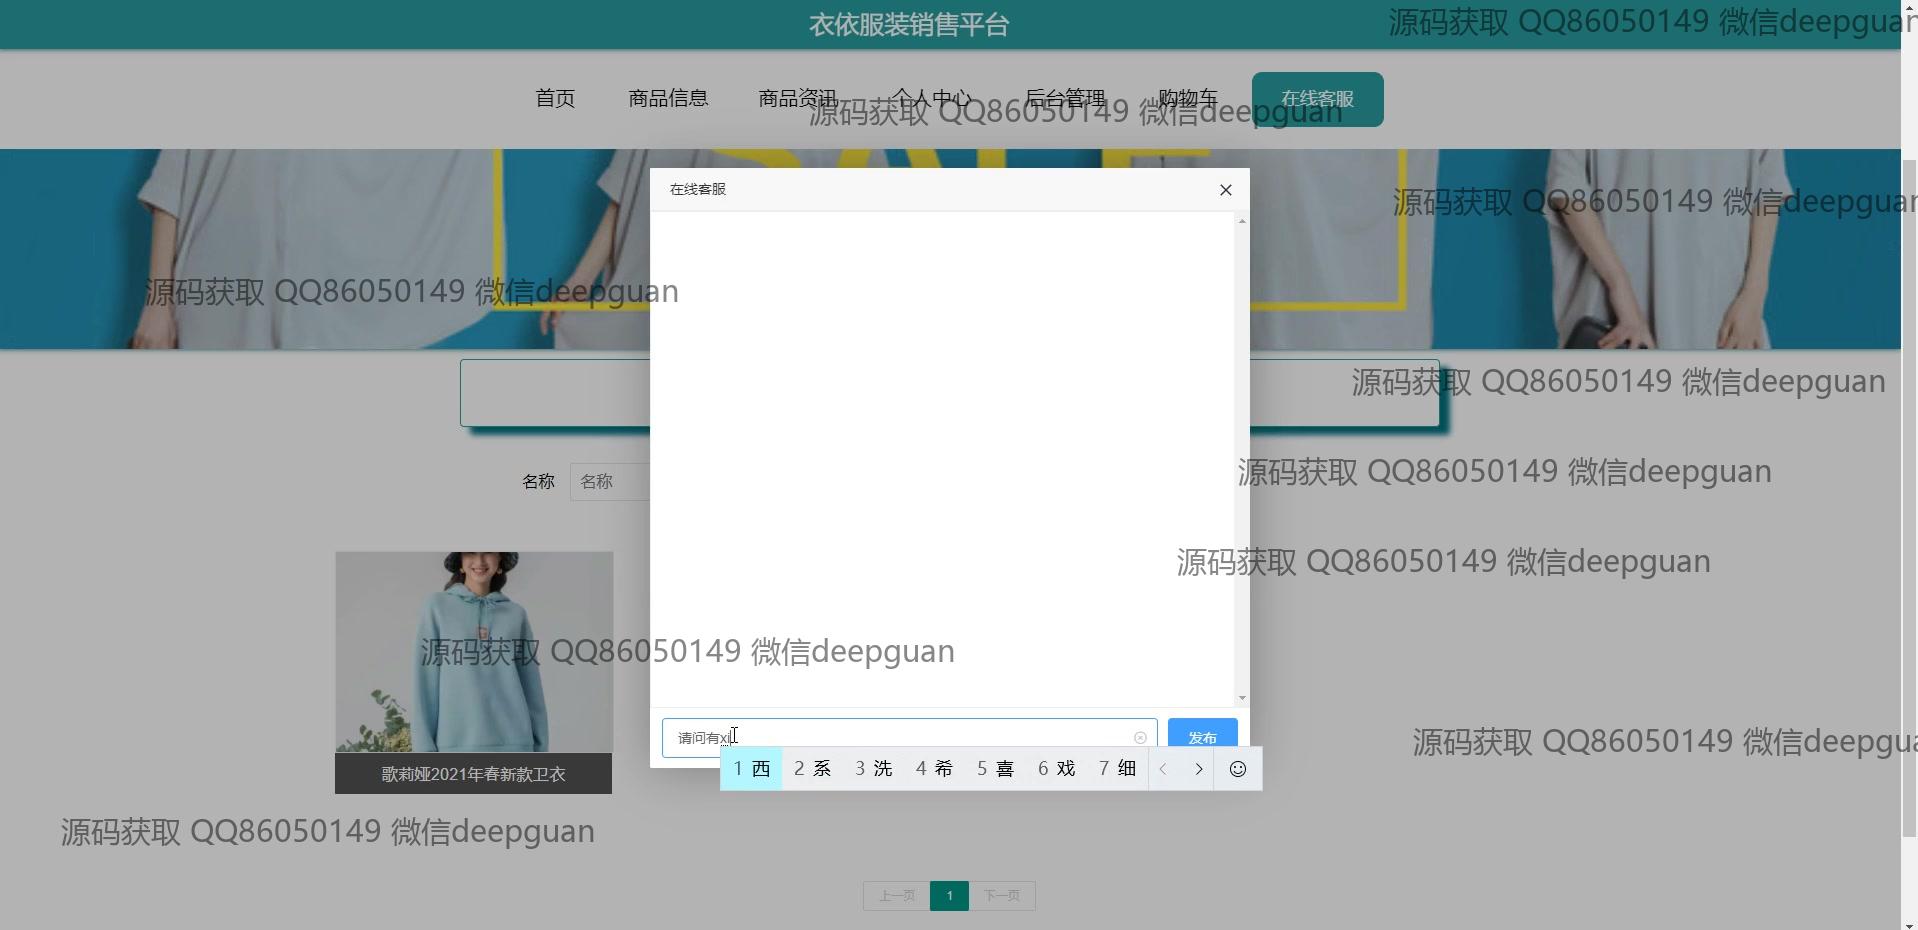 衣依服装销售平台
源码获取 QQ86050149 微信deepguan
首页
商品信息
商品资讯
个人中心
后台管理
购物车
在线客服
源码获取 QQ86050149 微信deepguan
SALE
在线客服
源码获取 QQ86050149 微信deepguan
源码获取 QQ86050149 微信deepguan
源码获取 QQ86050149 微信deepguan
名称
名称
源码获取 QQ86050149 微信deepguan
源码获取 QQ86050149 微信deepguan
源码获取 QQ86050149 微信deepguan
请问有xi
发布
源码获取 QQ86050149 微信deepgua
1 西 2 系 3 洗 4 希 5 喜 6 戏 7 细
歌莉娅2021年春新款卫衣
源码获取 QQ86050149 微信deepguan
上一页 1 下一页